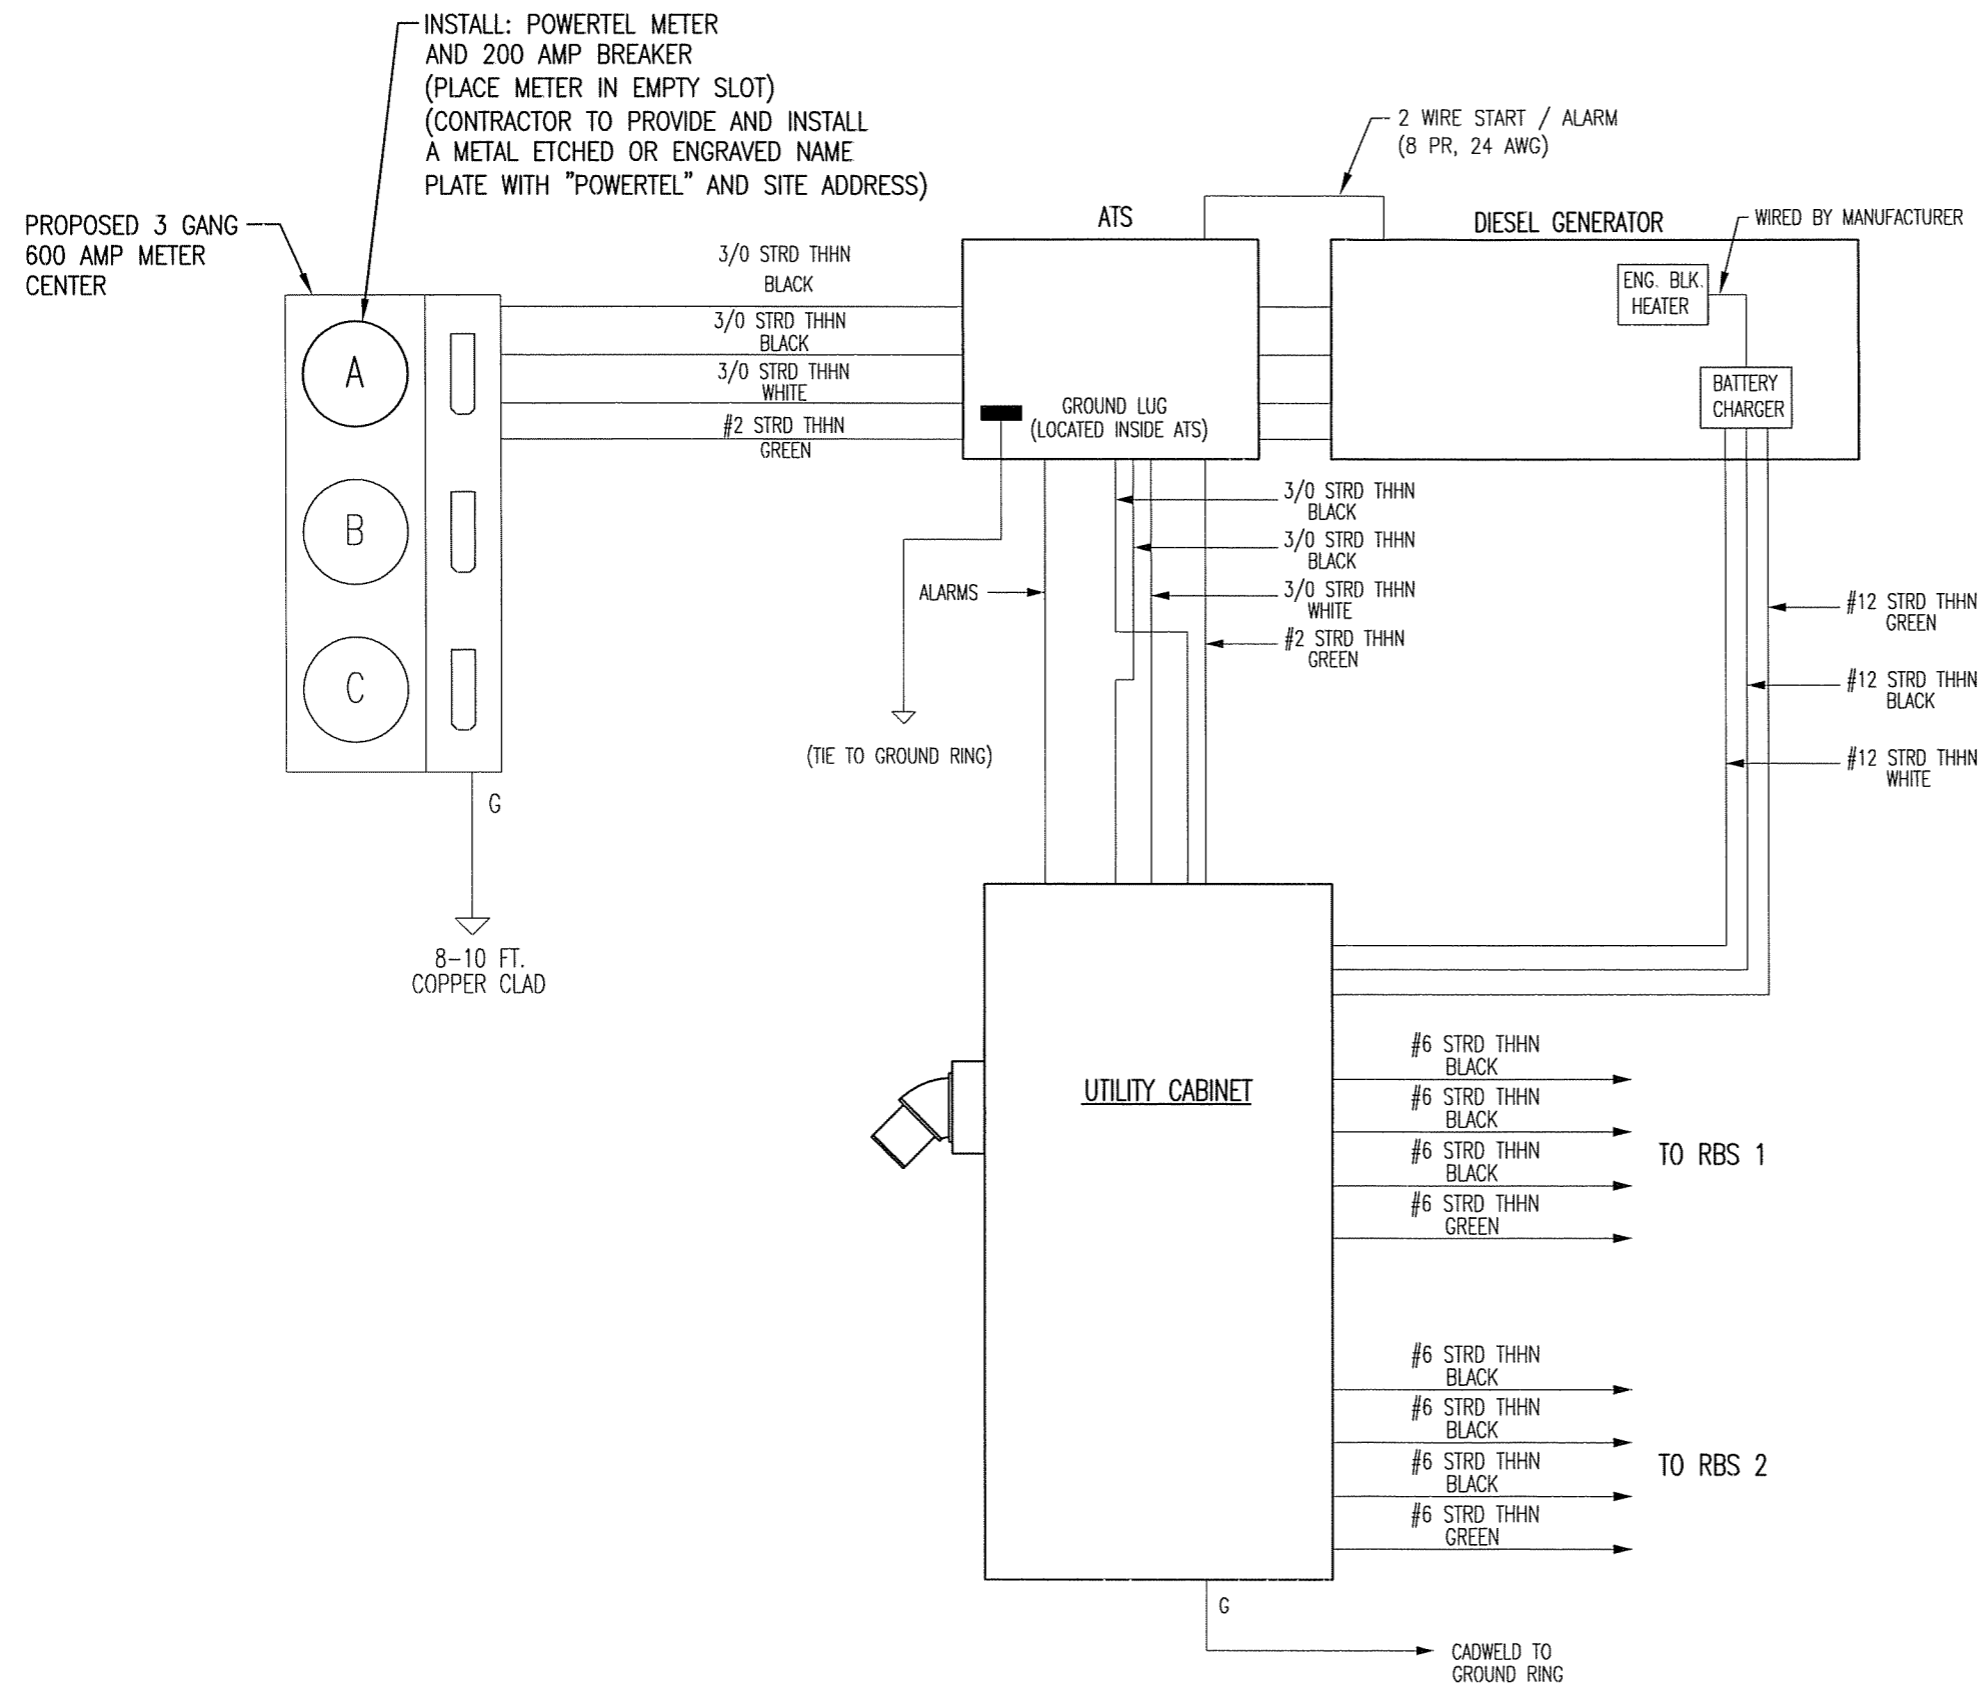 INSTALL: POWERTEL METER
AND 200 AMP BREAKER
(PLACE METER IN EMPTY SLOT)
(CONTRACTOR TO PROVIDE AND INSTALL
A METAL ETCHED OR ENGRAVED NAME
PLATE WITH "POWERTEL" AND SITE ADDRESS)
PROPOSED 3 GANG
600 AMP METER
CENTER
A
B
C
G
8-10 FT.
COPPER CLAD
3/0 STRD THHN
BLACK
3/0 STRD THHN
BLACK
3/0 STRD THHN
WHITE
#2 STRD THHN
GREEN
ATS
GROUND LUG
(LOCATED INSIDE ATS)
2 WIRE START / ALARM
(8 PR, 24 AWG)
DIESEL GENERATOR
WIRED BY MANUFACTURER
ENG. BLK.
HEATER
BATTERY
CHARGER
3/0 STRD THHN
BLACK
3/0 STRD THHN
BLACK
3/0 STRD THHN
WHITE
#2 STRD THHN
GREEN
ALARMS
(TIE TO GROUND RING)
#12 STRD THHN
GREEN
#12 STRD THHN
BLACK
#12 STRD THHN
WHITE
UTILITY CABINET
#6 STRD THHN
BLACK
#6 STRD THHN
BLACK
#6 STRD THHN
BLACK
#6 STRD THHN
GREEN
TO RBS 1
#6 STRD THHN
BLACK
#6 STRD THHN
BLACK
#6 STRD THHN
BLACK
#6 STRD THHN
GREEN
TO RBS 2
G
CADWELD TO
GROUND RING